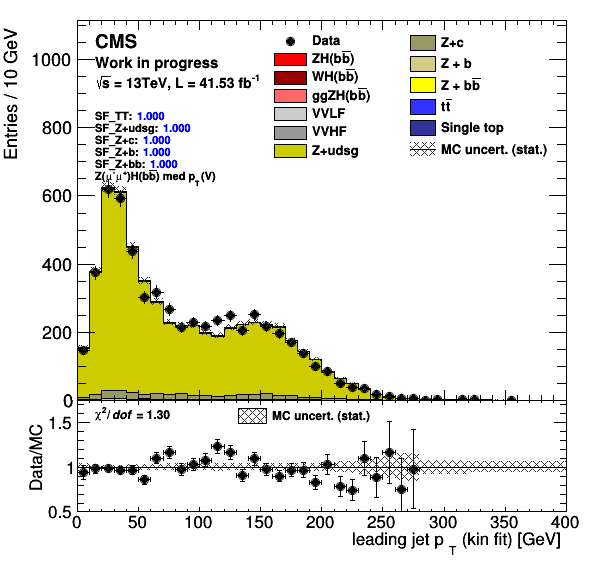 CMS
Work in progress
√s = 13TeV, L = 41.53 fb⁻¹
SF_TT: 1.000
SF_Z+udsg: 1.000
SF_Z+c: 1.000
SF_Z+b: 1.000
SF_Z+bb: 1.000
Z(μ⁻μ⁺)H(bb̅) med p_T(V)
Data
ZH(bb̅)
WH(bb̅)
ggZH(bb̅)
VVLF
VVHF
Z+udsg
Z+c
Z + b
Z + bb̅
tt̅
Single top
MC uncert. (stat.)
Entries / 10 GeV
1000
800
600
400
200
0
χ²/dof = 1.30
MC uncert. (stat.)
Data/MC
1.5
1
0.5
0 50 100 150 200 250 300 350 400
leading jet p_T (kin fit) [GeV]